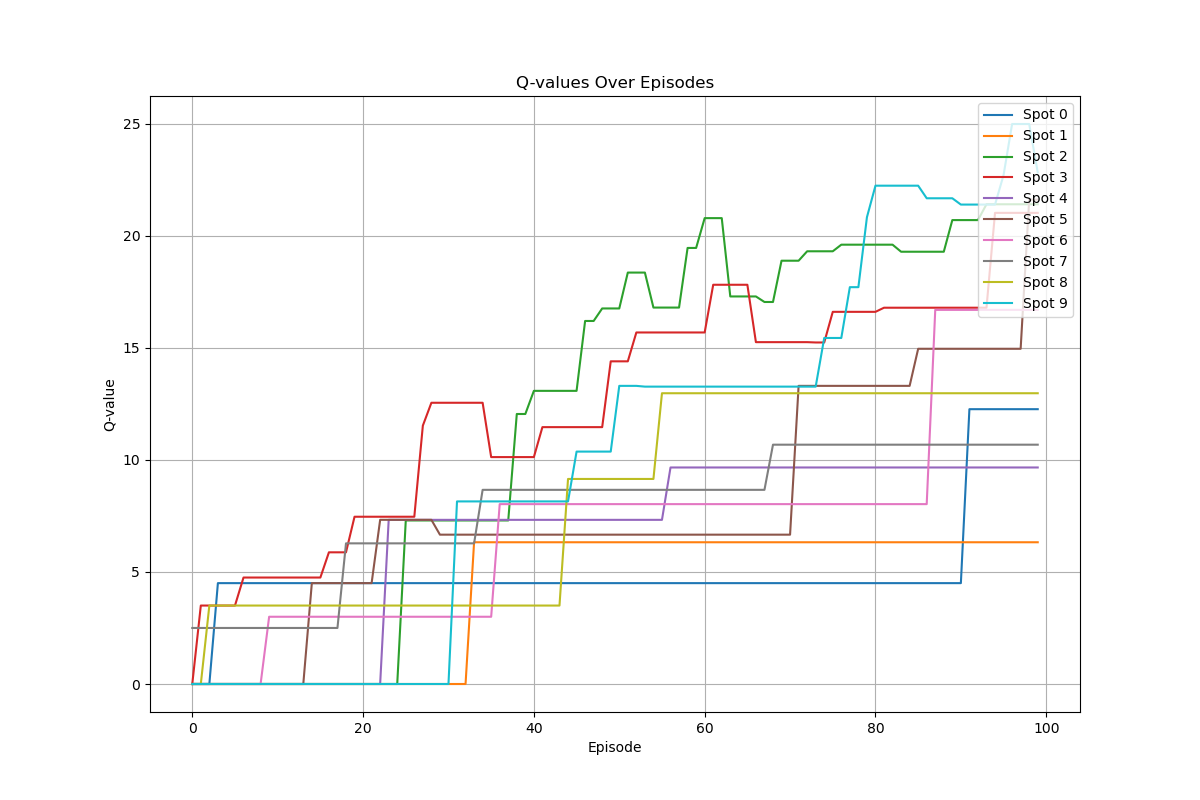 Q-values Over Episodes
Q-value
25
20
15
10
5
0
0 20 40 60 80 100
Episode
Spot 0
Spot 1
Spot 2
Spot 3
Spot 4
Spot 5
Spot 6
Spot 7
Spot 8
Spot 9